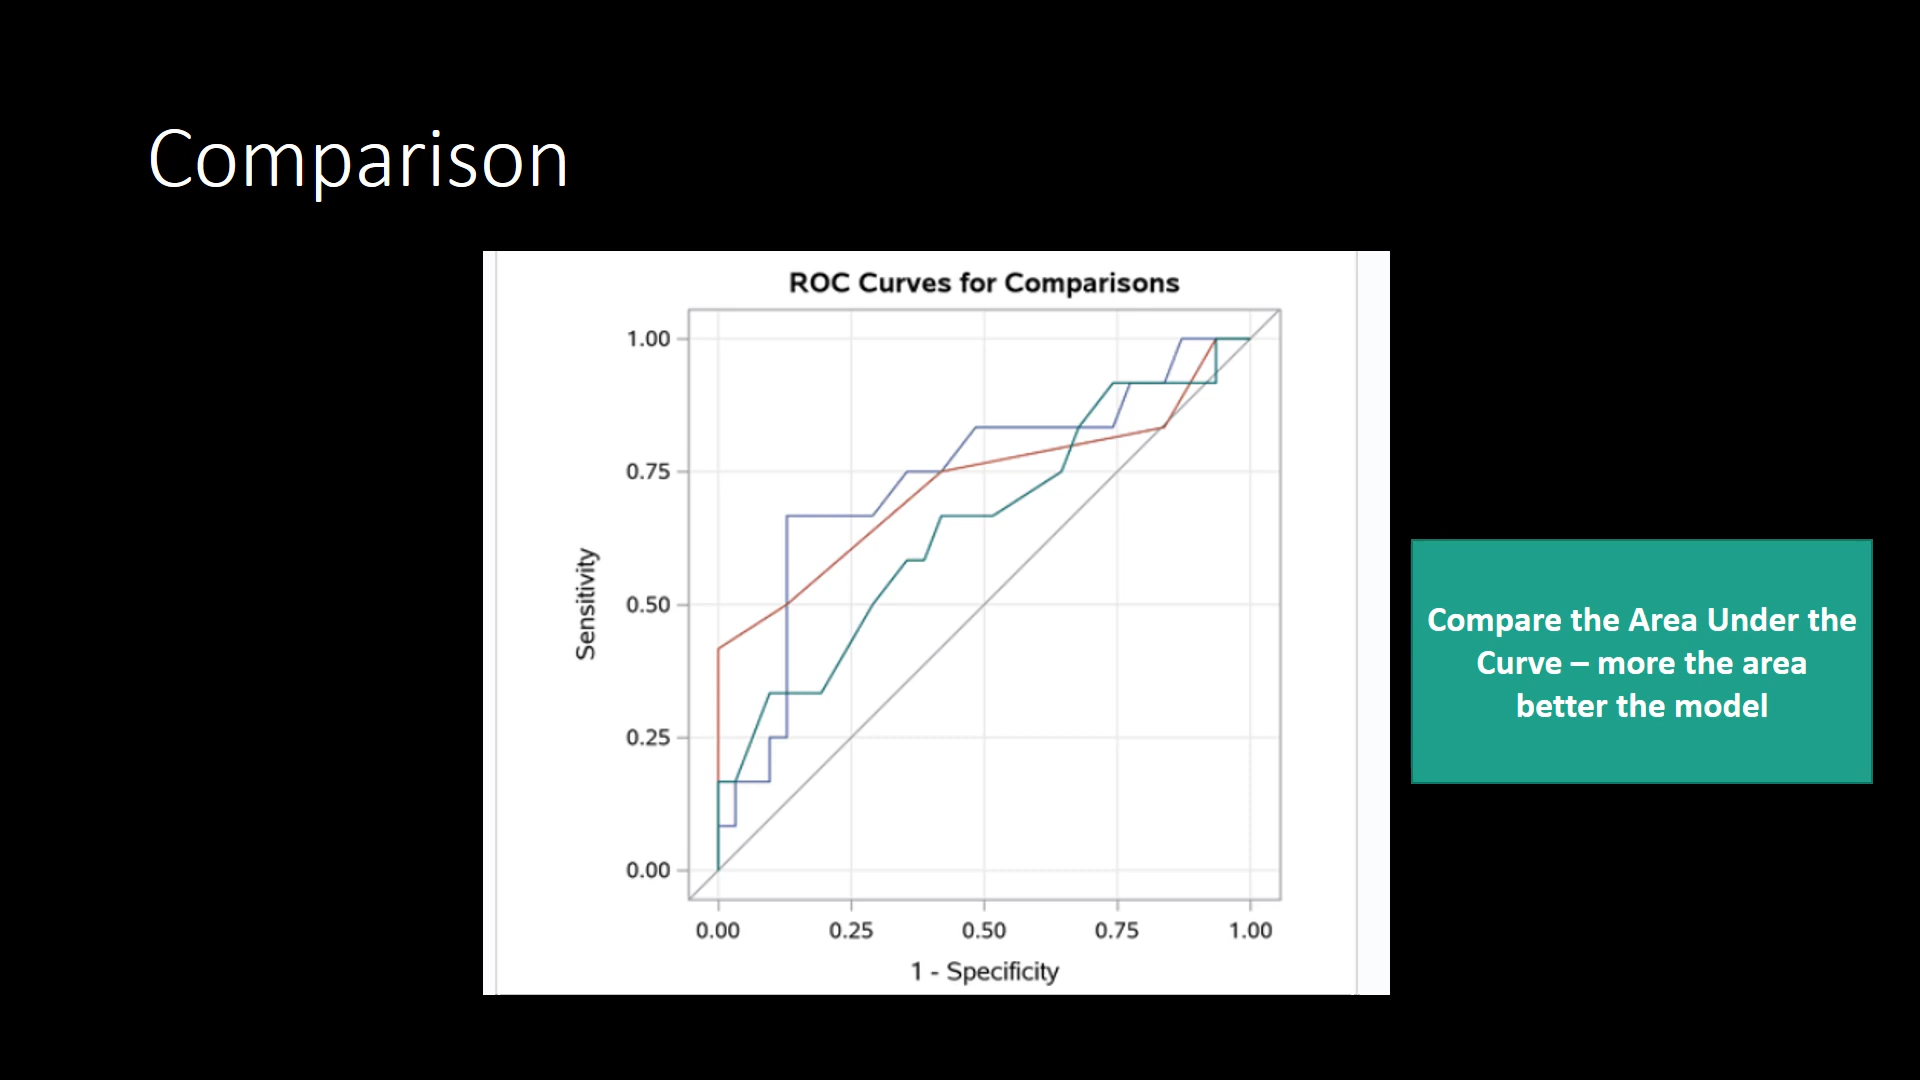 Comparison
ROC Curves for Comparisons
1.00
0.75
0.50
0.25
0.00
Sensitivity
0.00 0.25 0.50 0.75 1.00
1 - Specificity
Compare the Area Under the
Curve – more the area
better the model